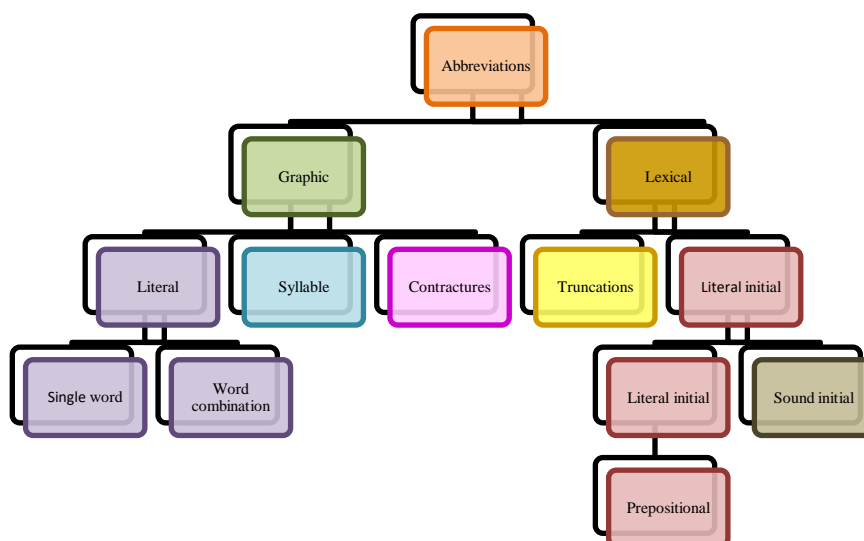 Abbreviations
Graphic
Lexical
Literal
Syllable
Contractures
Truncations
Literal initial
Single word
Word
combination
Literal initial
Sound initial
Prepositional